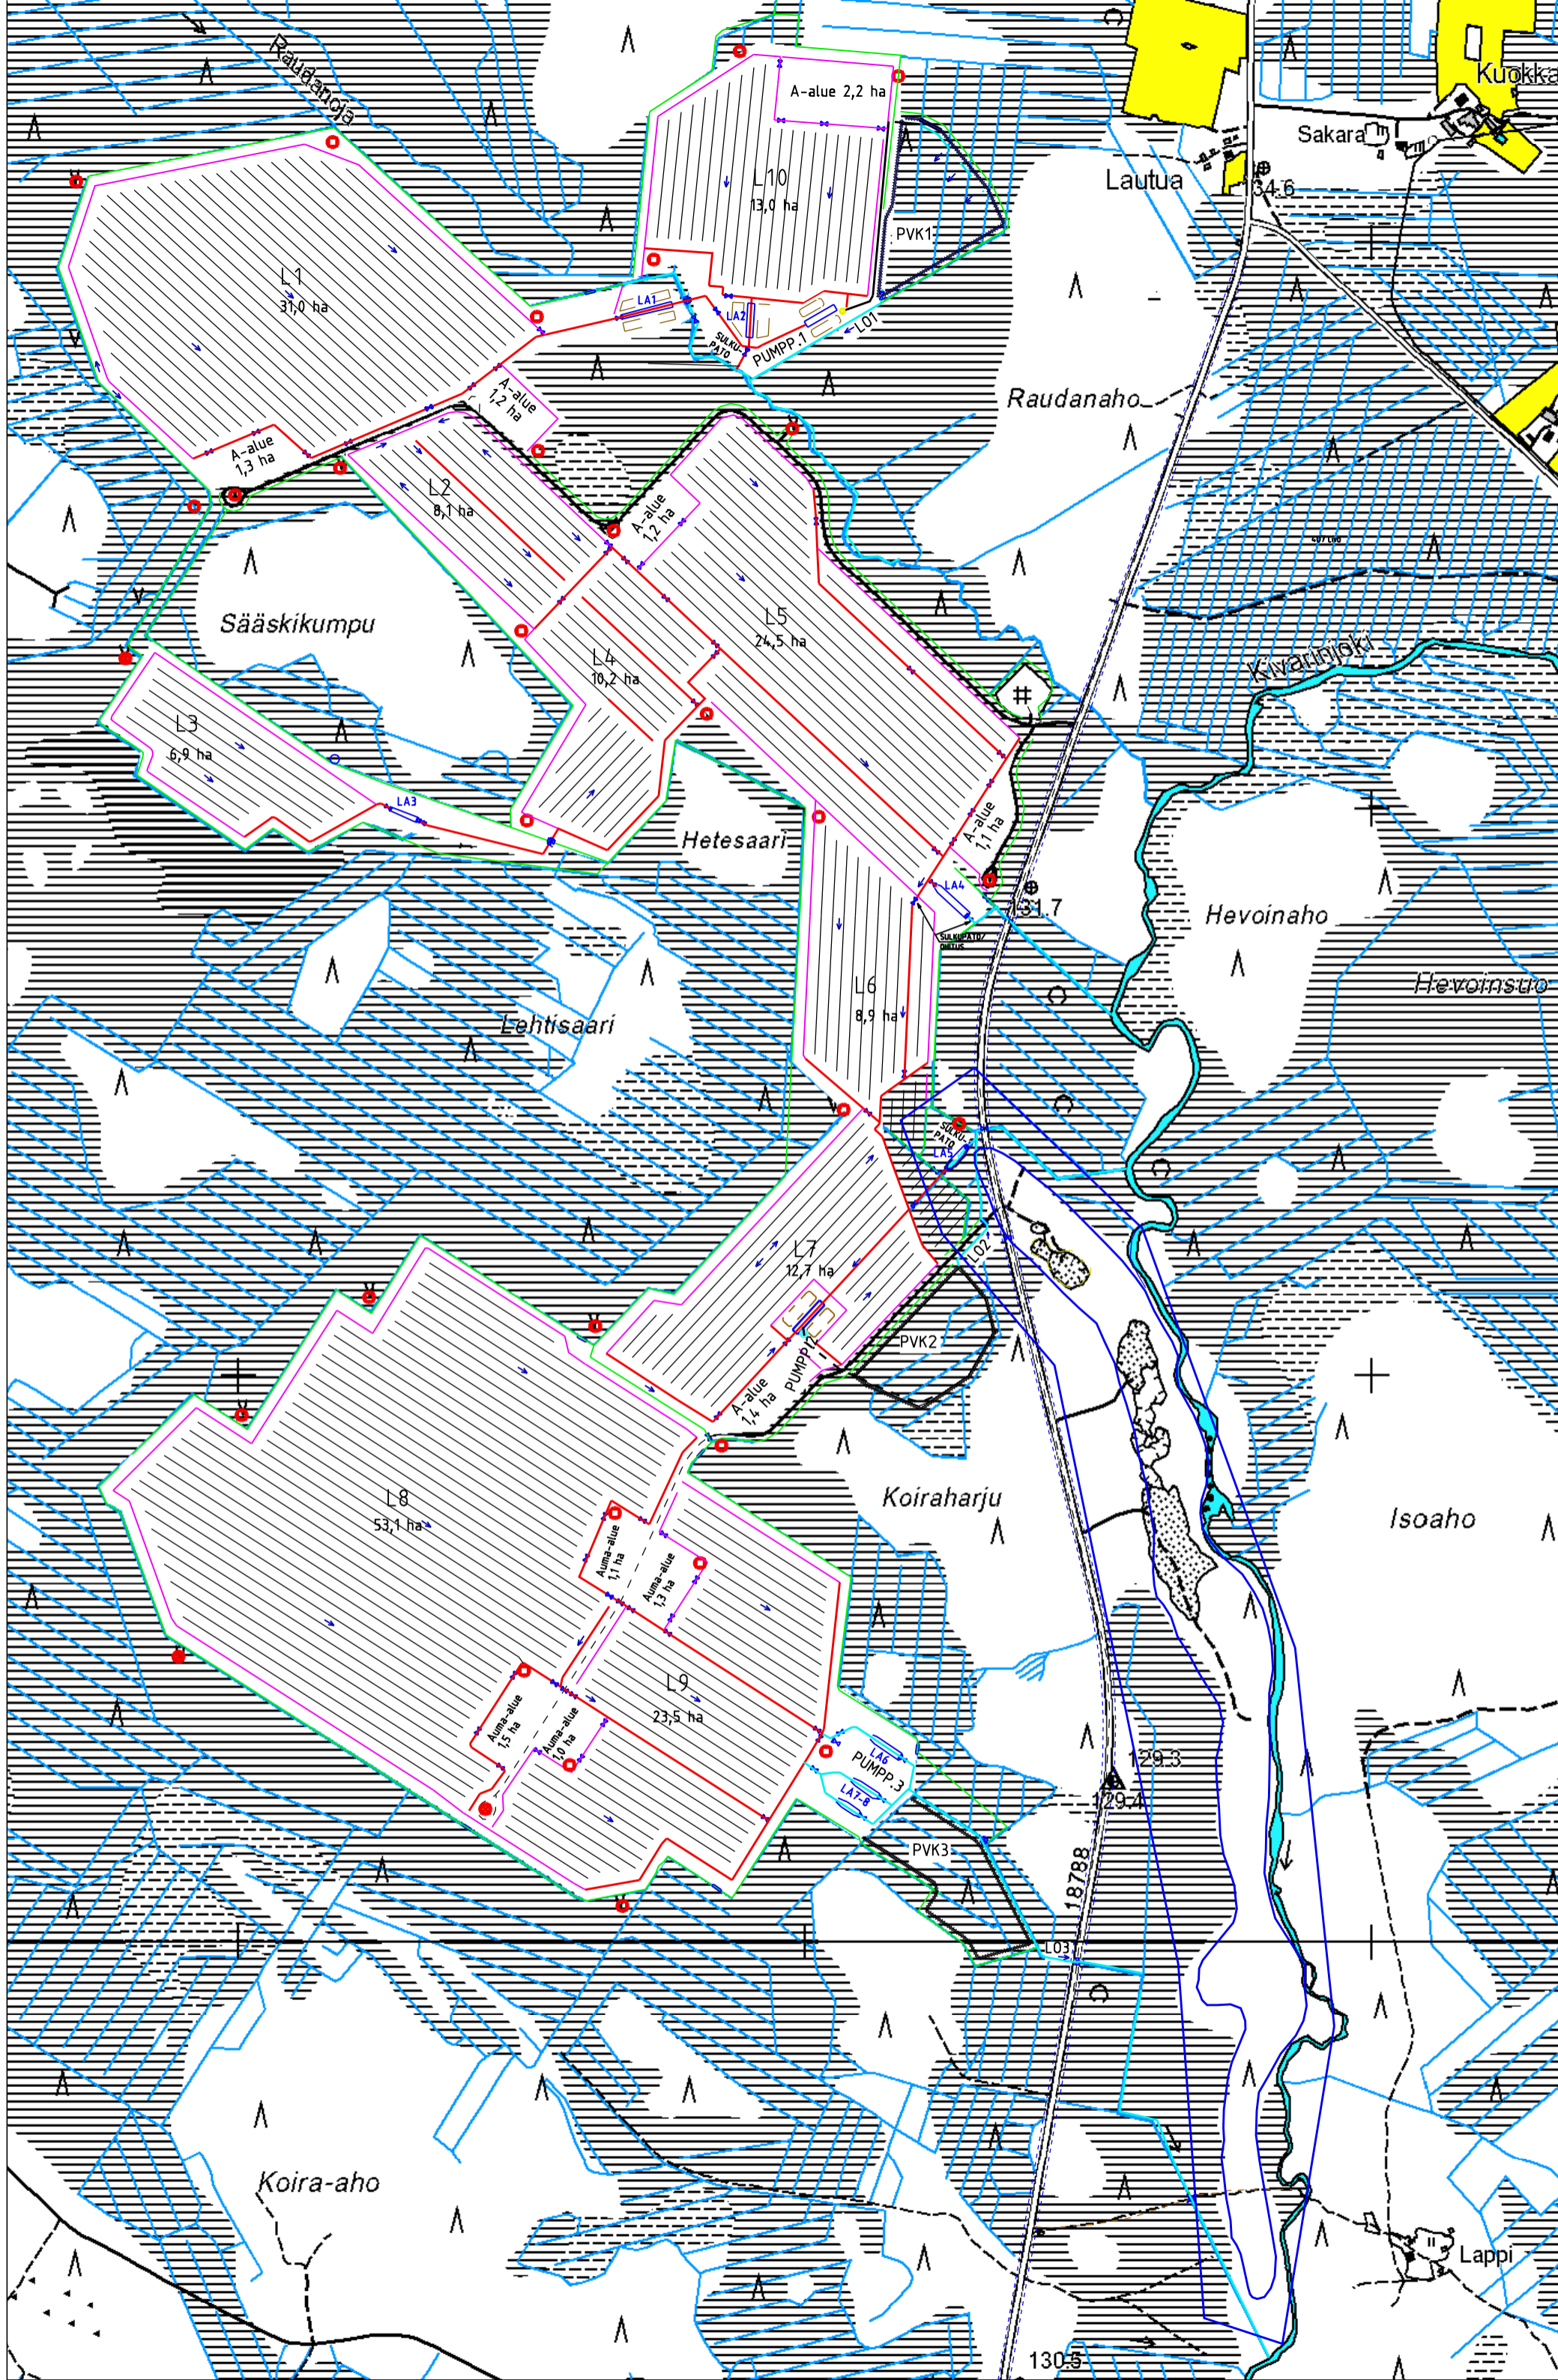 Raudanoja
A-alue 2,2 ha
Kuokka
Sakara
Lautua
134.6
L10
13,0 ha
PVK1
L1
31,0 ha
LA1
LA2
SULKU-
PATO
PUMPP.1
LO1
A-alue
1,2 ha
Raudanaho
A-alue
1,3 ha
L2
8,1 ha
A-alue
1,2 ha
Sääskikumpu
L5
24,5 ha
L4
10,2 ha
Kivarinjoki
L3
6,9 ha
LA3
Hetesaari
A-alue
1,1 ha
LA4
131.7
SULKUPATO/
Hevoinaho
Hevoinsuo
L6
8,9 ha
Lehtisaari
SULKU-
PATO
LA5
L7
12,7 ha
LO2
PVK2
PUMPP.2
A-alue
1,4 ha
Koiraharju
Isoaho
L8
53,1 ha
Auma-alue
1,1 ha
Auma-alue
1,3 ha
L9
23,5 ha
Auma-alue
1,5 ha
Auma-alue
1,0 ha
LA6
PUMPP.3
LA7-8
129.3
129.4
PVK3
18788
LO3
Koira-aho
Lappi
130.5